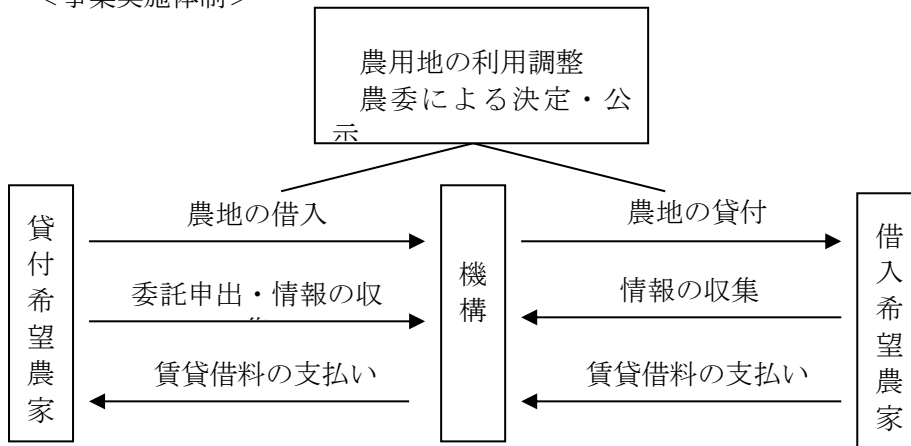 ＜事業実施体制＞
農用地の利用調整
農委による決定・公
示
貸付希望農家
農地の借入
委託申出・情報の収
賃貸借料の支払い
機構
農地の貸付
情報の収集
賃貸借料の支払い
借入希望農家